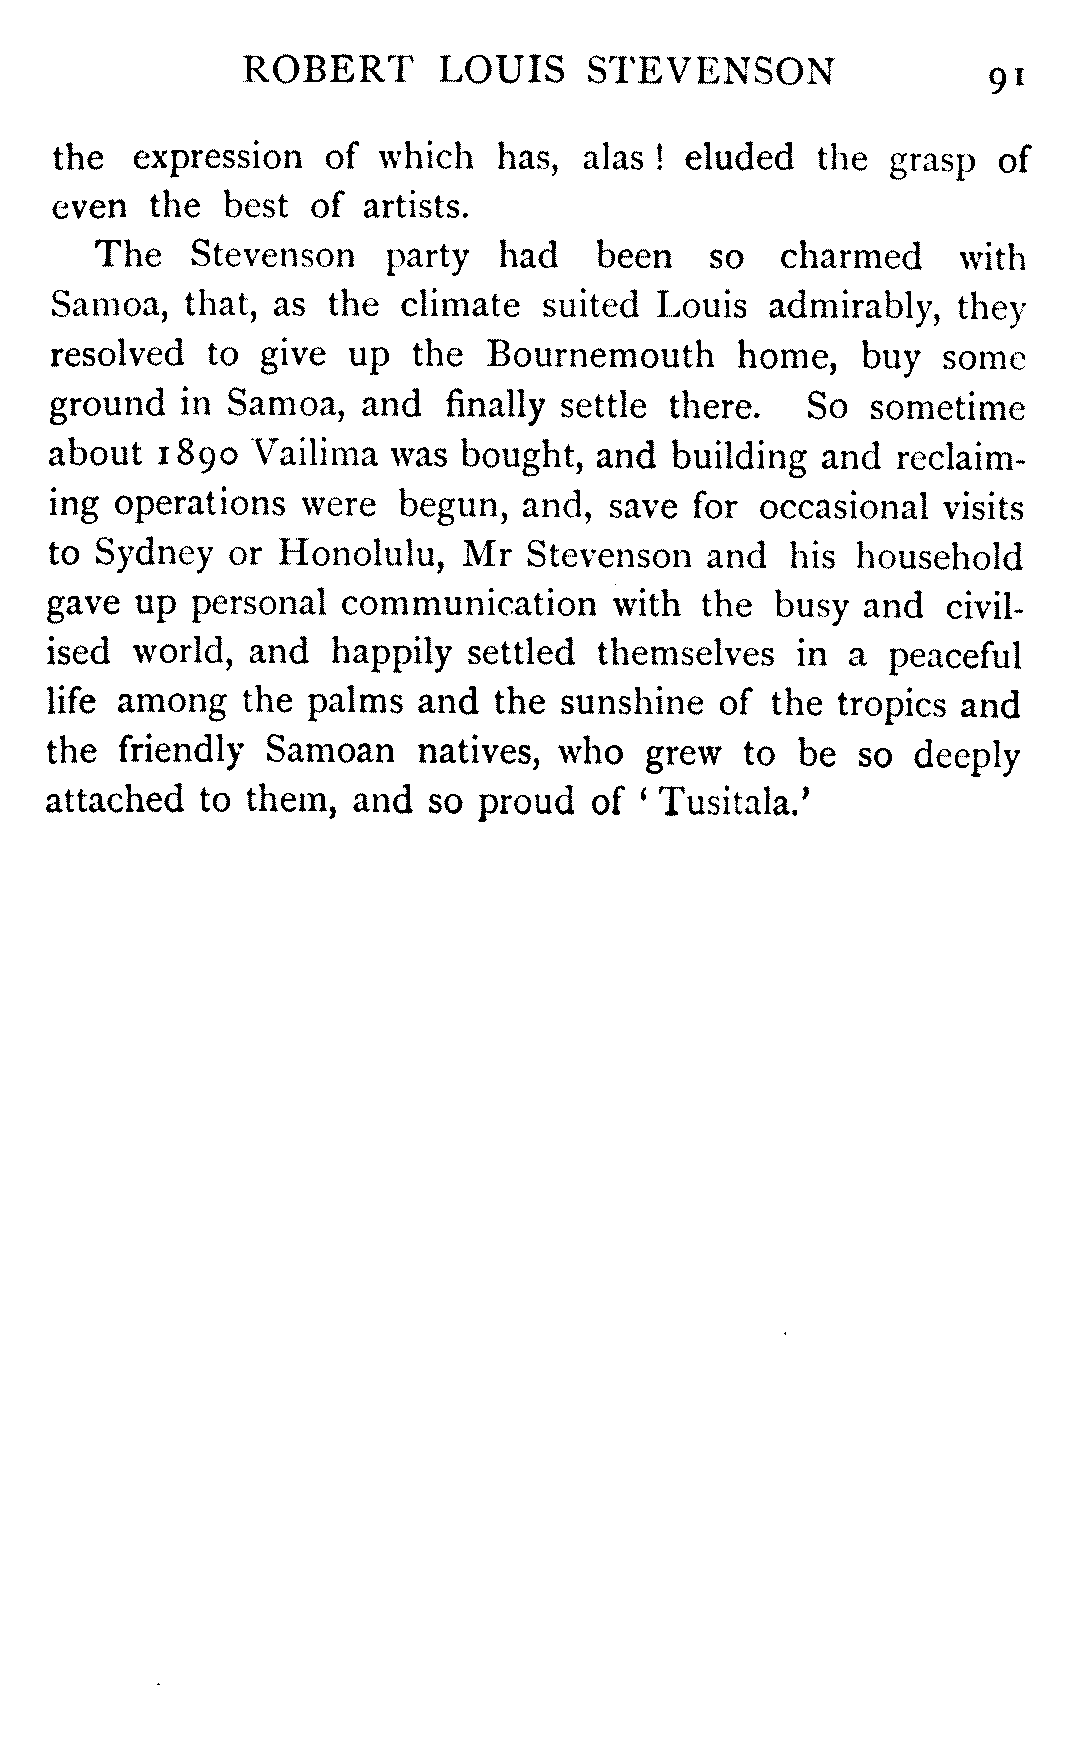 ROBERT LOUIS STEVENSON 91
the expression of which has, alas! eluded the grasp of
even the best of artists.
The Stevenson party had been so charmed with
Samoa, that, as the climate suited Louis admirably, they
resolved to give up the Bournemouth home, buy some
ground in Samoa, and finally settle there. So sometime
about 1890 Vailima was bought, and building and reclaim-
ing operations were begun, and, save for occasional visits
to Sydney or Honolulu, Mr Stevenson and his household
gave up personal communication with the busy and civil-
ised world, and happily settled themselves in a peaceful
life among the palms and the sunshine of the tropics and
the friendly Samoan natives, who grew to be so deeply
attached to them, and so proud of ‘Tusitala.’